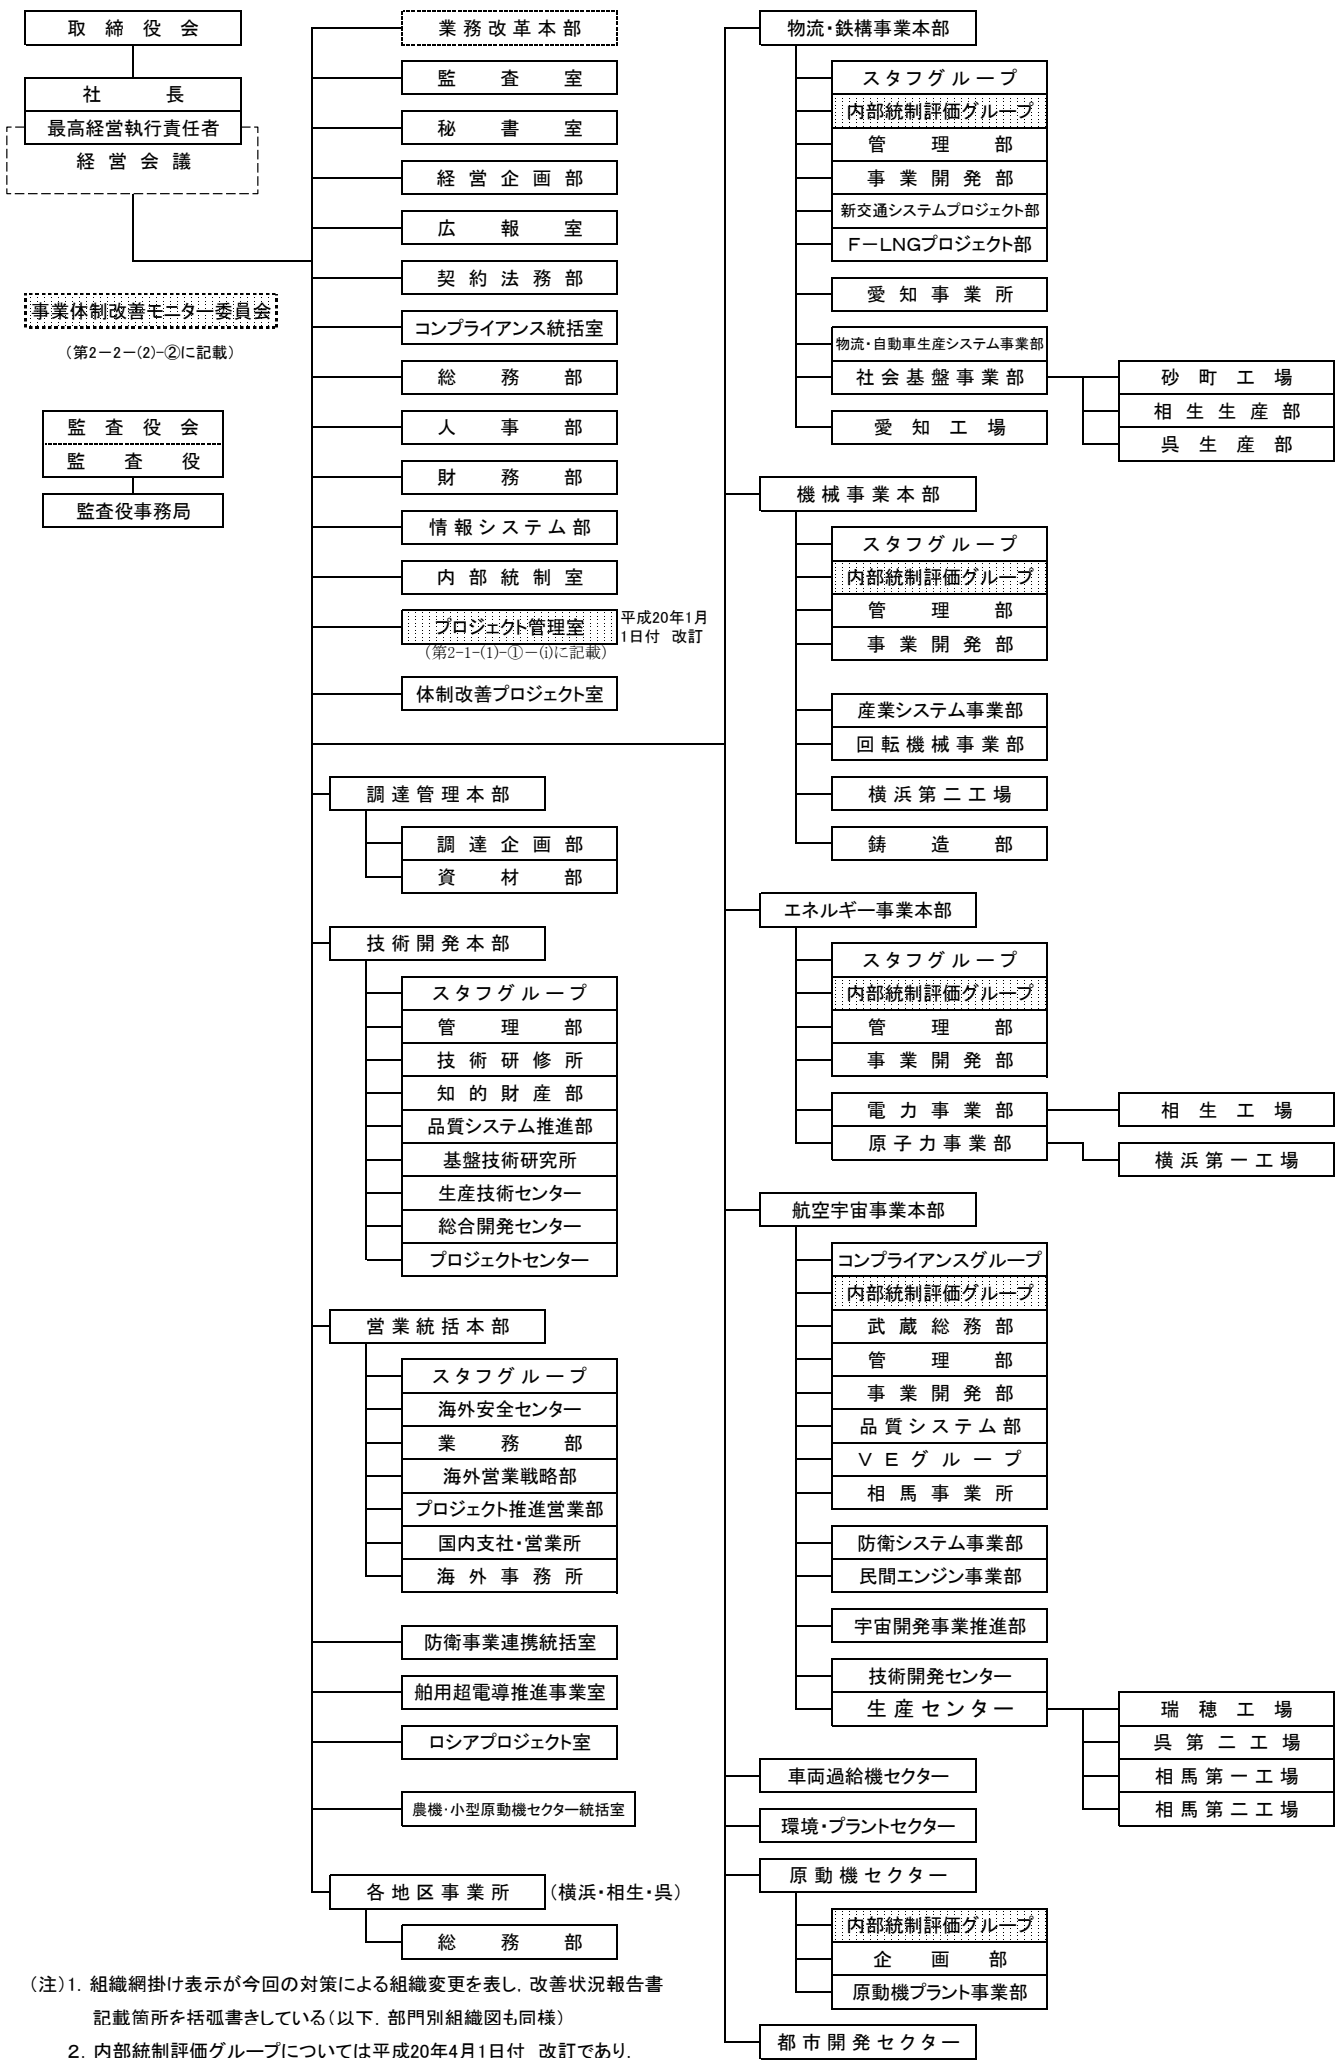 取締役会
社長
最高経営執行責任者
経営会議
事業体制改善モニター委員会
(第2-2-(2)-②に記載)
監査役会
監査役
監査役事務局
業務改革本部
監査室
秘書室
経営企画部
広報室
契約法務部
コンプライアンス統括室
総務部
人事部
財務部
情報システム部
内部統制室
プロジェクト管理室
平成20年1月
1日付 改訂
(第2-1-(1)-①-(i)に記載)
体制改善プロジェクト室
調達管理本部
調達企画部
資材部
技術開発本部
スタフグループ
管理部
技術研修所
知的財産部
品質システム推進部
基盤技術研究所
生産技術センター
総合開発センター
プロジェクトセンター
営業統括本部
スタフグループ
海外安全センター
業務部
海外営業戦略部
プロジェクト推進営業部
国内支社・営業所
海外事務所
防衛事業連携統括室
舶用超電導推進事業室
ロシアプロジェクト室
農機・小型原動機セクター統括室
各地区事業所
(横浜・相生・呉)
総務部
物流・鉄構事業本部
スタフグループ
内部統制評価グループ
管理部
事業開発部
新交通システムプロジェクト部
F-LNGプロジェクト部
愛知事業所
物流・自動車生産システム事業部
社会基盤事業部
愛知工場
砂町工場
相生生産部
呉生産部
機械事業本部
スタフグループ
内部統制評価グループ
管理部
事業開発部
産業システム事業部
回転機械事業部
横浜第二工場
鋳造部
エネルギー事業本部
スタフグループ
内部統制評価グループ
管理部
事業開発部
電力事業部
原子力事業部
相生工場
横浜第一工場
航空宇宙事業本部
コンプライアンスグループ
内部統制評価グループ
武蔵総務部
管理部
事業開発部
品質システム部
VEグループ
相馬事業所
防衛システム事業部
民間エンジン事業部
宇宙開発事業推進部
技術開発センター
生産センター
瑞穂工場
呉第二工場
相馬第一工場
相馬第二工場
車両過給機セクター
環境・プラントセクター
原動機セクター
内部統制評価グループ
企画部
原動機プラント事業部
都市開発セクター
(注)1. 組織網掛け表示が今回の対策による組織変更を表し,改善状況報告書
記載箇所を括弧書きしている(以下,部門別組織図も同様)
2. 内部統制評価グループについては平成20年4月1日付 改訂であり,